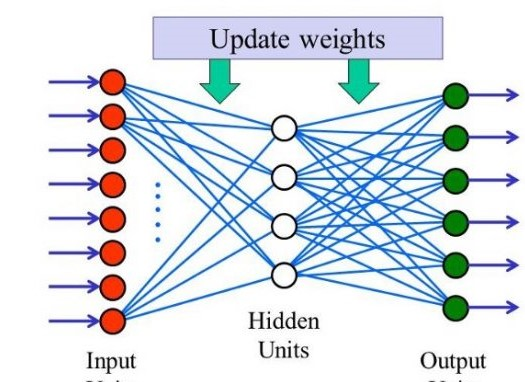 Update weights
Hidden
Units
Input
Output